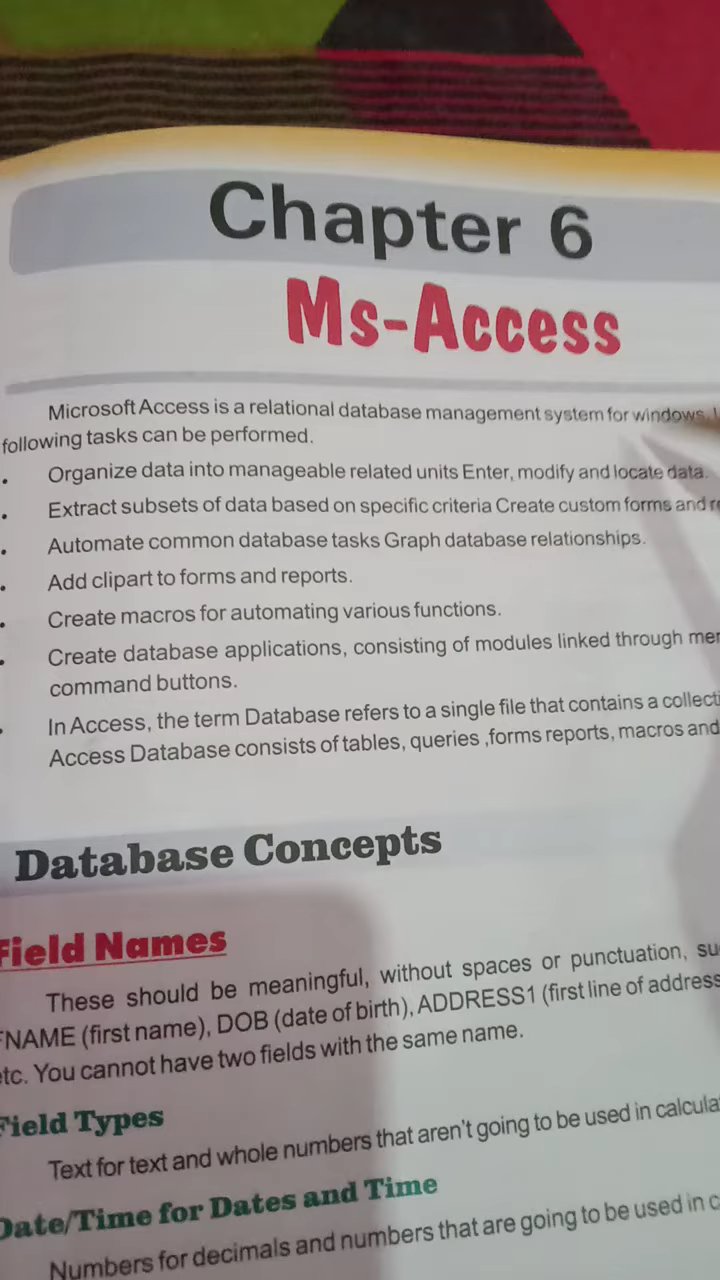 Chapter 6
Ms-Access
Microsoft Access is a relational database management system for windows.
following tasks can be performed.
• Organize data into manageable related units Enter, modify and locate data.
• Extract subsets of data based on specific criteria Create custom forms and
• Automate common database tasks Graph database relationships.
• Add clipart to forms and reports.
• Create macros for automating various functions.
• Create database applications, consisting of modules linked through
command buttons.
• In Access, the term Database refers to a single file that contains a
Access Database consists of tables, queries ,forms reports, macros and
Database Concepts
Field Names
These should be meaningful, without spaces or punctuation,
FNAME (first name), DOB (date of birth), ADDRESS1 (first line of address
etc. You cannot have two fields with the same name.
Field Types
Text for text and whole numbers that aren't going to be used in
Date/Time for Dates and Time
Numbers for decimals and numbers that are going to be used in